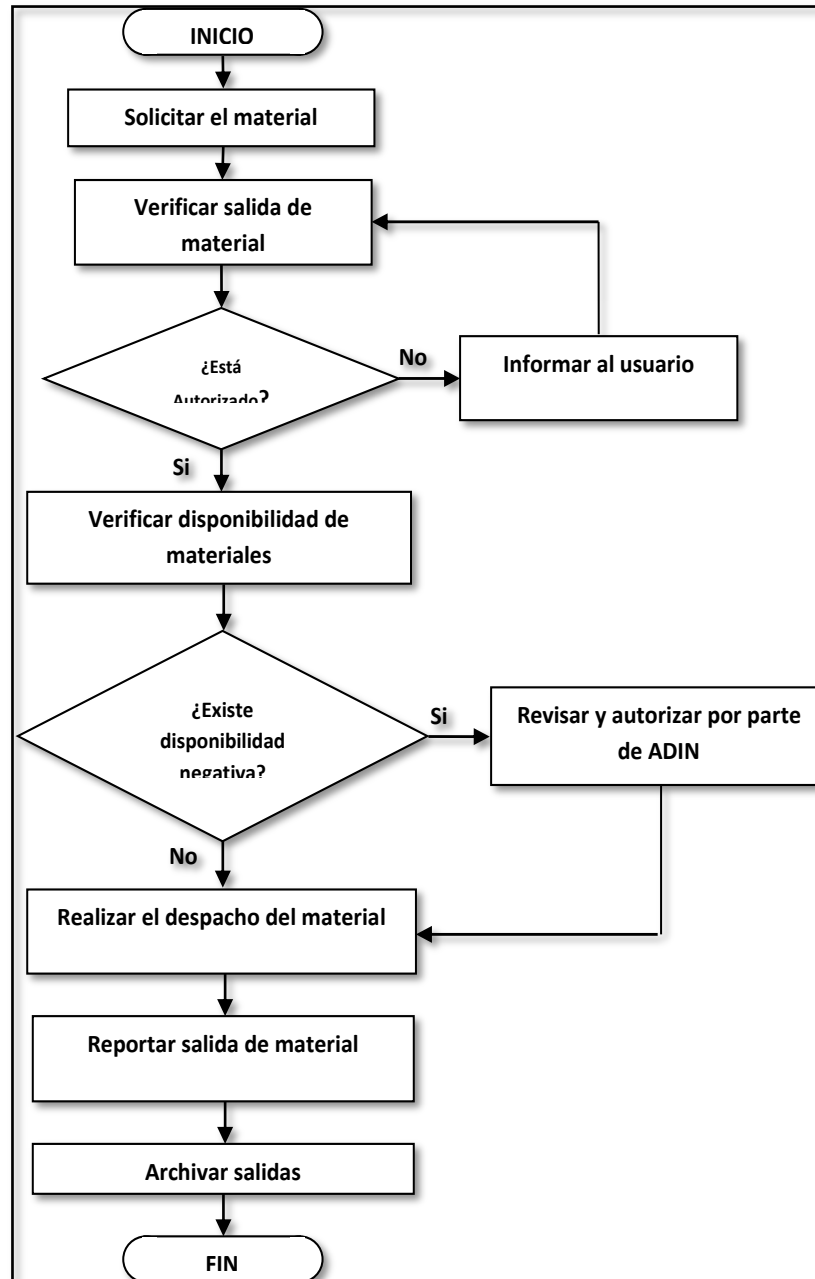 INICIO
Solicitar el material
Verificar salida de
material
¿Está
Autorizado?
No
Informar al usuario
Si
Verificar disponibilidad de
materiales
¿Existe
disponibilidad
negativa?
Si
Revisar y autorizar por parte
de ADIN
No
Realizar el despacho del material
Reportar salida de material
Archivar salidas
FIN